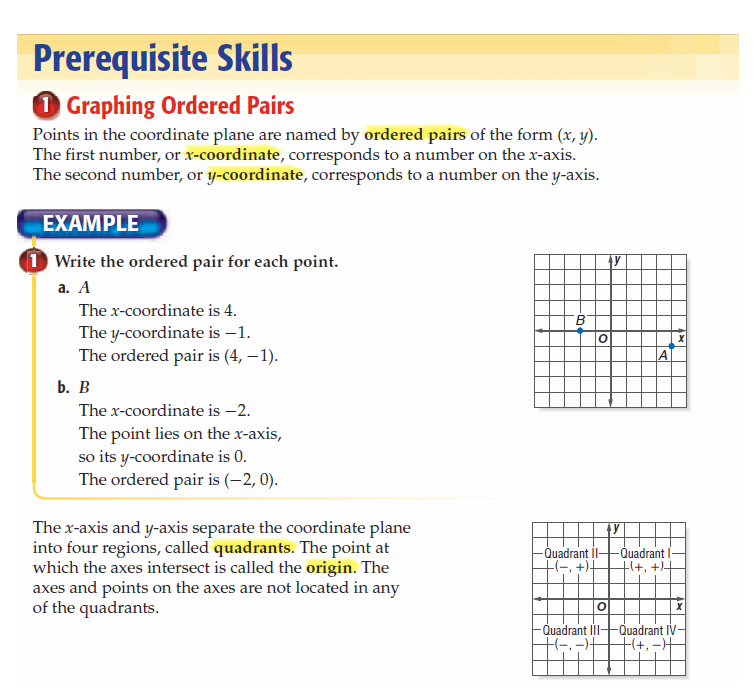 Prerequisite Skills
1 Graphing Ordered Pairs
Points in the coordinate plane are named by ordered pairs of the form (x, y).
The first number, or x-coordinate, corresponds to a number on the x-axis.
The second number, or y-coordinate, corresponds to a number on the y-axis.
EXAMPLE
1 Write the ordered pair for each point.
a. A
The x-coordinate is 4.
The y-coordinate is −1.
The ordered pair is (4, −1).
b. B
The x-coordinate is −2.
The point lies on the x-axis,
so its y-coordinate is 0.
The ordered pair is (−2, 0).
y
B
O
x
A
The x-axis and y-axis separate the coordinate plane
into four regions, called quadrants. The point at
which the axes intersect is called the origin. The
axes and points on the axes are not located in any
of the quadrants.
y
Quadrant II Quadrant I
(−, +) (+, +)
O x
Quadrant III Quadrant IV
(−, −) (+, −)